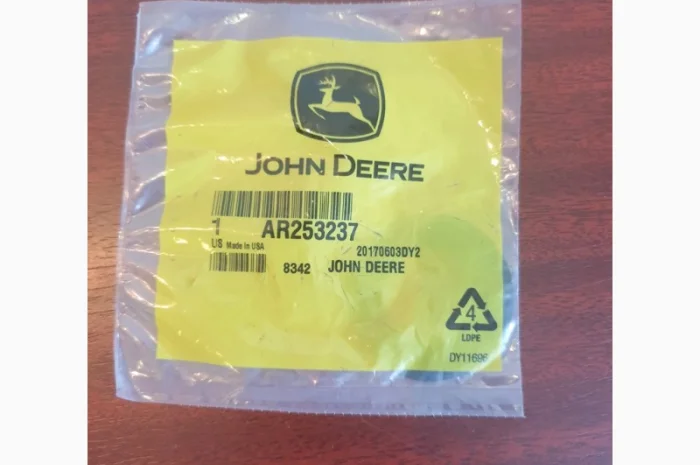 JOHN DEERE
1 AR253237
US Made in USA
20170603DY2
8342 JOHN DEERE
4
LDPE
DY11696